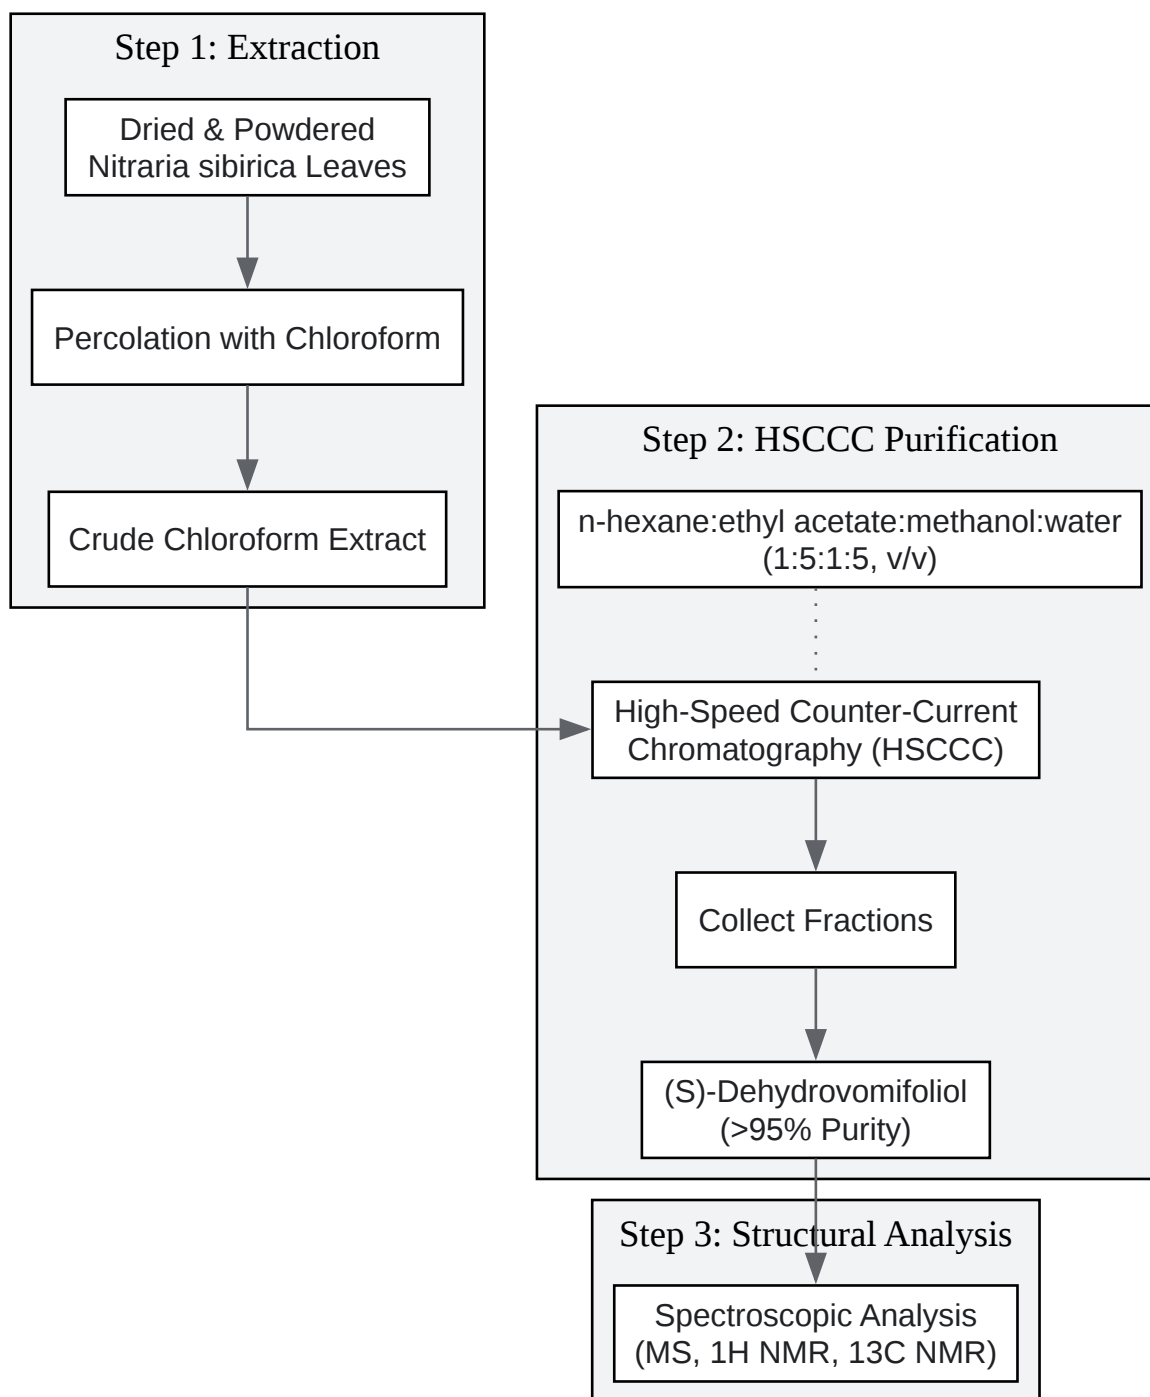 Step 1: Extraction
Dried & Powdered
Nitraria sibirica Leaves
Percolation with Chloroform
Crude Chloroform Extract
Step 2: HSCCC Purification
n-hexane:ethyl acetate:methanol:water
(1:5:1:5, v/v)
High-Speed Counter-Current
Chromatography (HSCCC)
Collect Fractions
(S)-Dehydrovomifoliol
(>95% Purity)
Step 3: Structural Analysis
Spectroscopic Analysis
(MS, 1H NMR, 13C NMR)